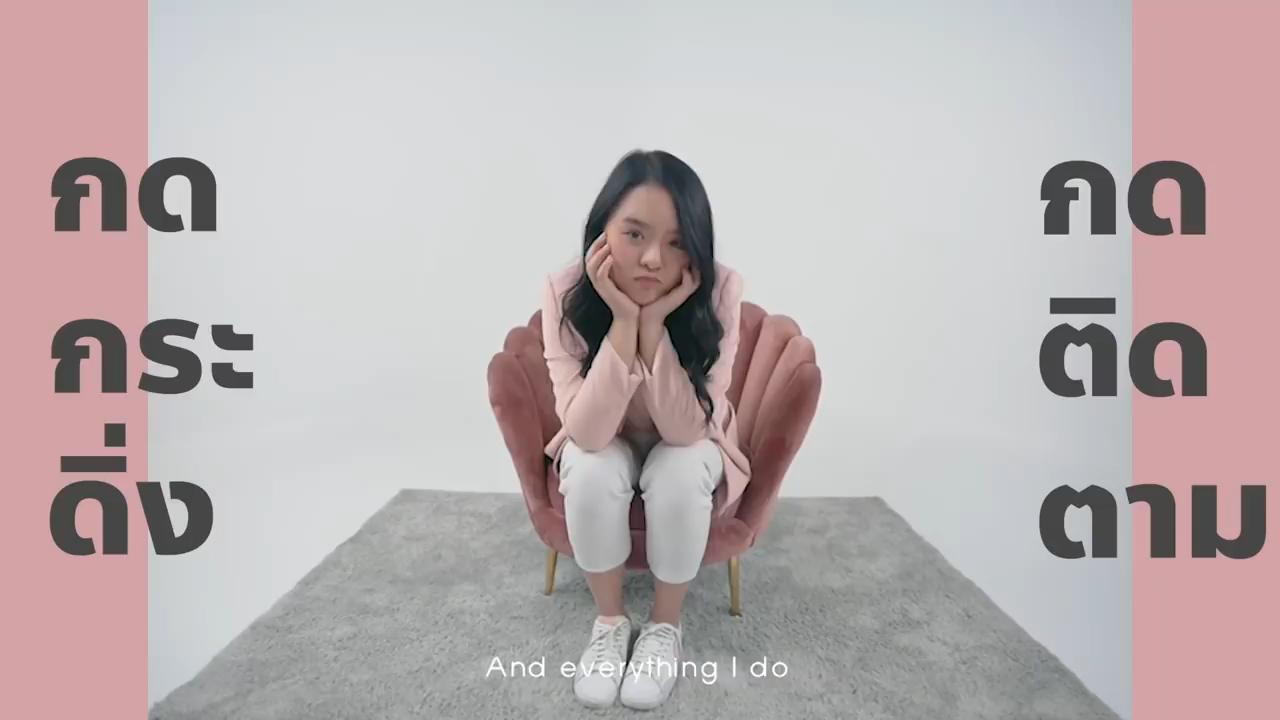 กด
กระ
ดิ่ง
กด
ติด
ตาม
And everything I do